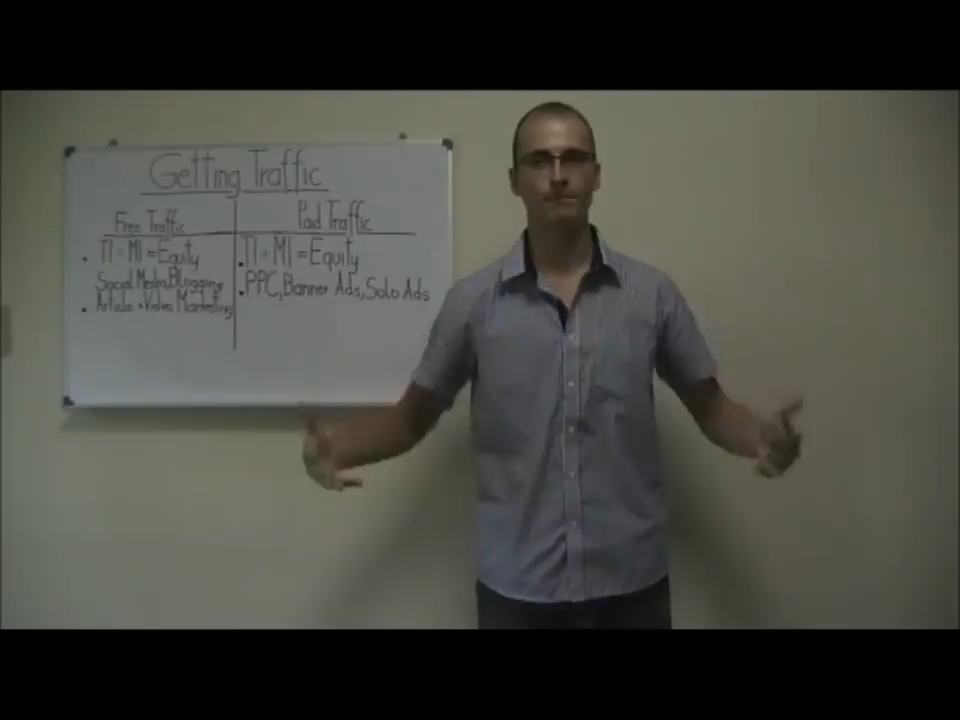 Getting Traffic
Free Traffic
TI + MI = Equity
Social Media, Blogging
Article + Video Marketing
Paid Traffic
TI + MI = Equity
PPC, Banner Ads, Solo Ads